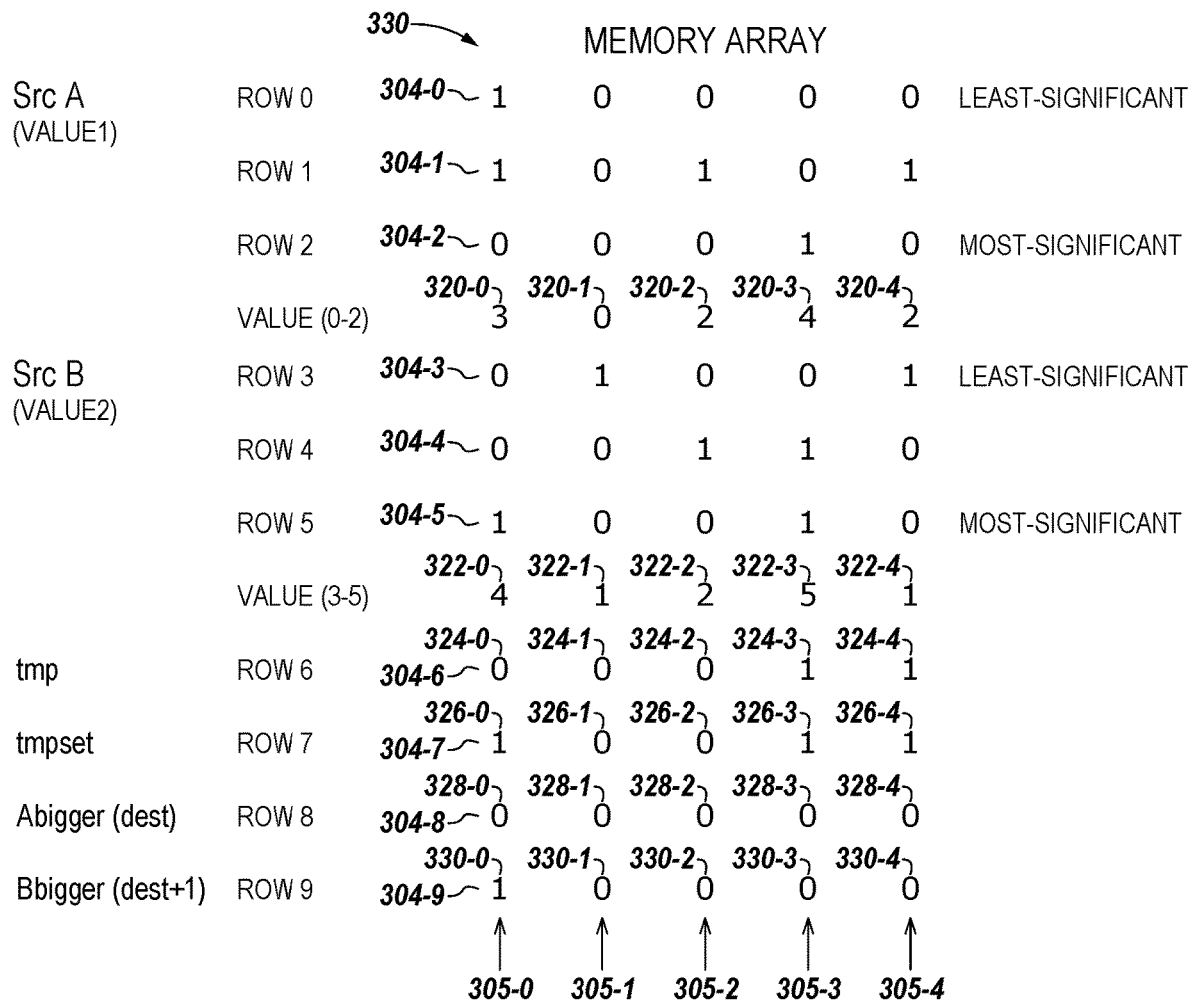 330 MEMORY ARRAY
Src A ROW 0 304-0 1 0 0 0 0 LEAST-SIGNIFICANT
(VALUE1)
ROW 1 304-1 1 0 1 0 1
ROW 2 304-2 0 0 0 1 0 MOST-SIGNIFICANT
320-0 320-1 320-2 320-3 320-4
VALUE (0-2) 3 0 2 4 2
Src B ROW 3 304-3 0 1 0 0 1 LEAST-SIGNIFICANT
(VALUE2)
ROW 4 304-4 0 0 1 1 0
ROW 5 304-5 1 0 0 1 0 MOST-SIGNIFICANT
322-0 322-1 322-2 322-3 322-4
VALUE (3-5) 4 1 2 5 1
324-0 324-1 324-2 324-3 324-4
tmp ROW 6 304-6 0 0 0 1 1
326-0 326-1 326-2 326-3 326-4
tmpset ROW 7 304-7 1 0 0 1 1
328-0 328-1 328-2 328-3 328-4
Abigger (dest) ROW 8 304-8 0 0 0 0 0
330-0 330-1 330-2 330-3 330-4
Bbigger (dest+1) ROW 9 304-9 1 0 0 0 0
305-0 305-1 305-2 305-3 305-4